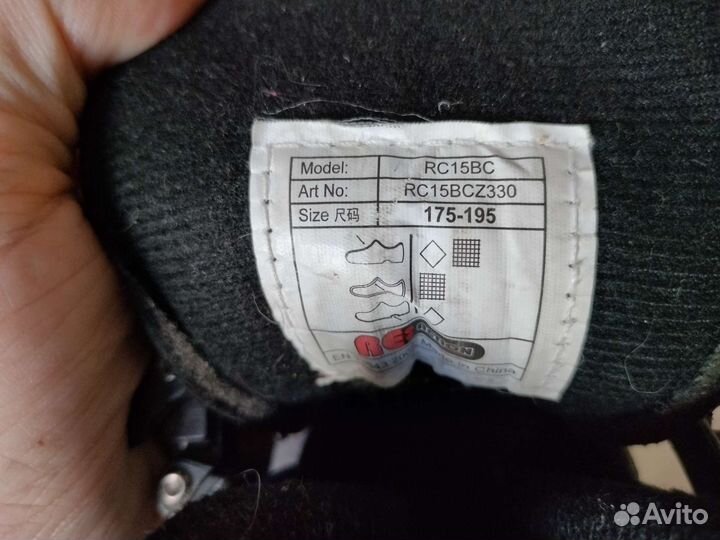 Model: RC15BC
Art No: RC15BCZ330
Size 尺码 175-195
Made in China
Avito